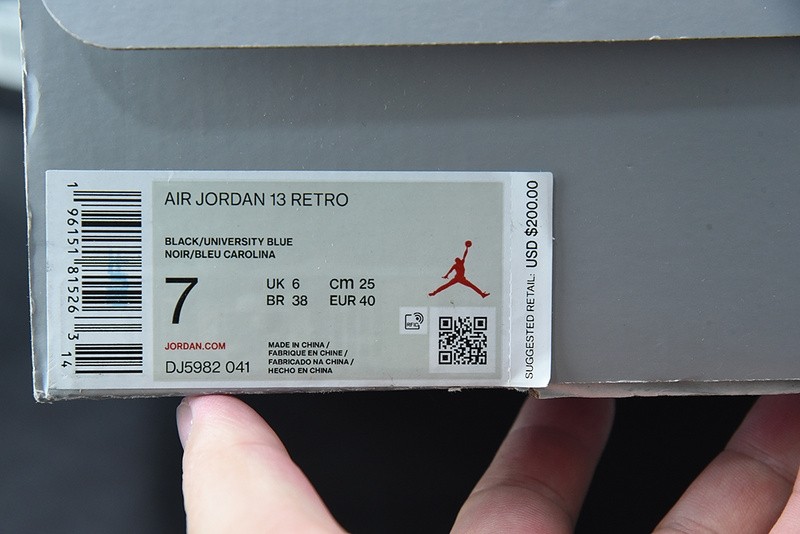 1 96151 81526 3 14
AIR JORDAN 13 RETRO
BLACK/UNIVERSITY BLUE
NOIR/BLEU CAROLINA
7
UK 6 cm 25
BR 38 EUR 40
JORDAN.COM
DJ5982 041
MADE IN CHINA /
FABRIQUE EN CHINE /
FABRICADO NA CHINA /
HECHO EN CHINA
RFID
SUGGESTED RETAIL: USD $200.00